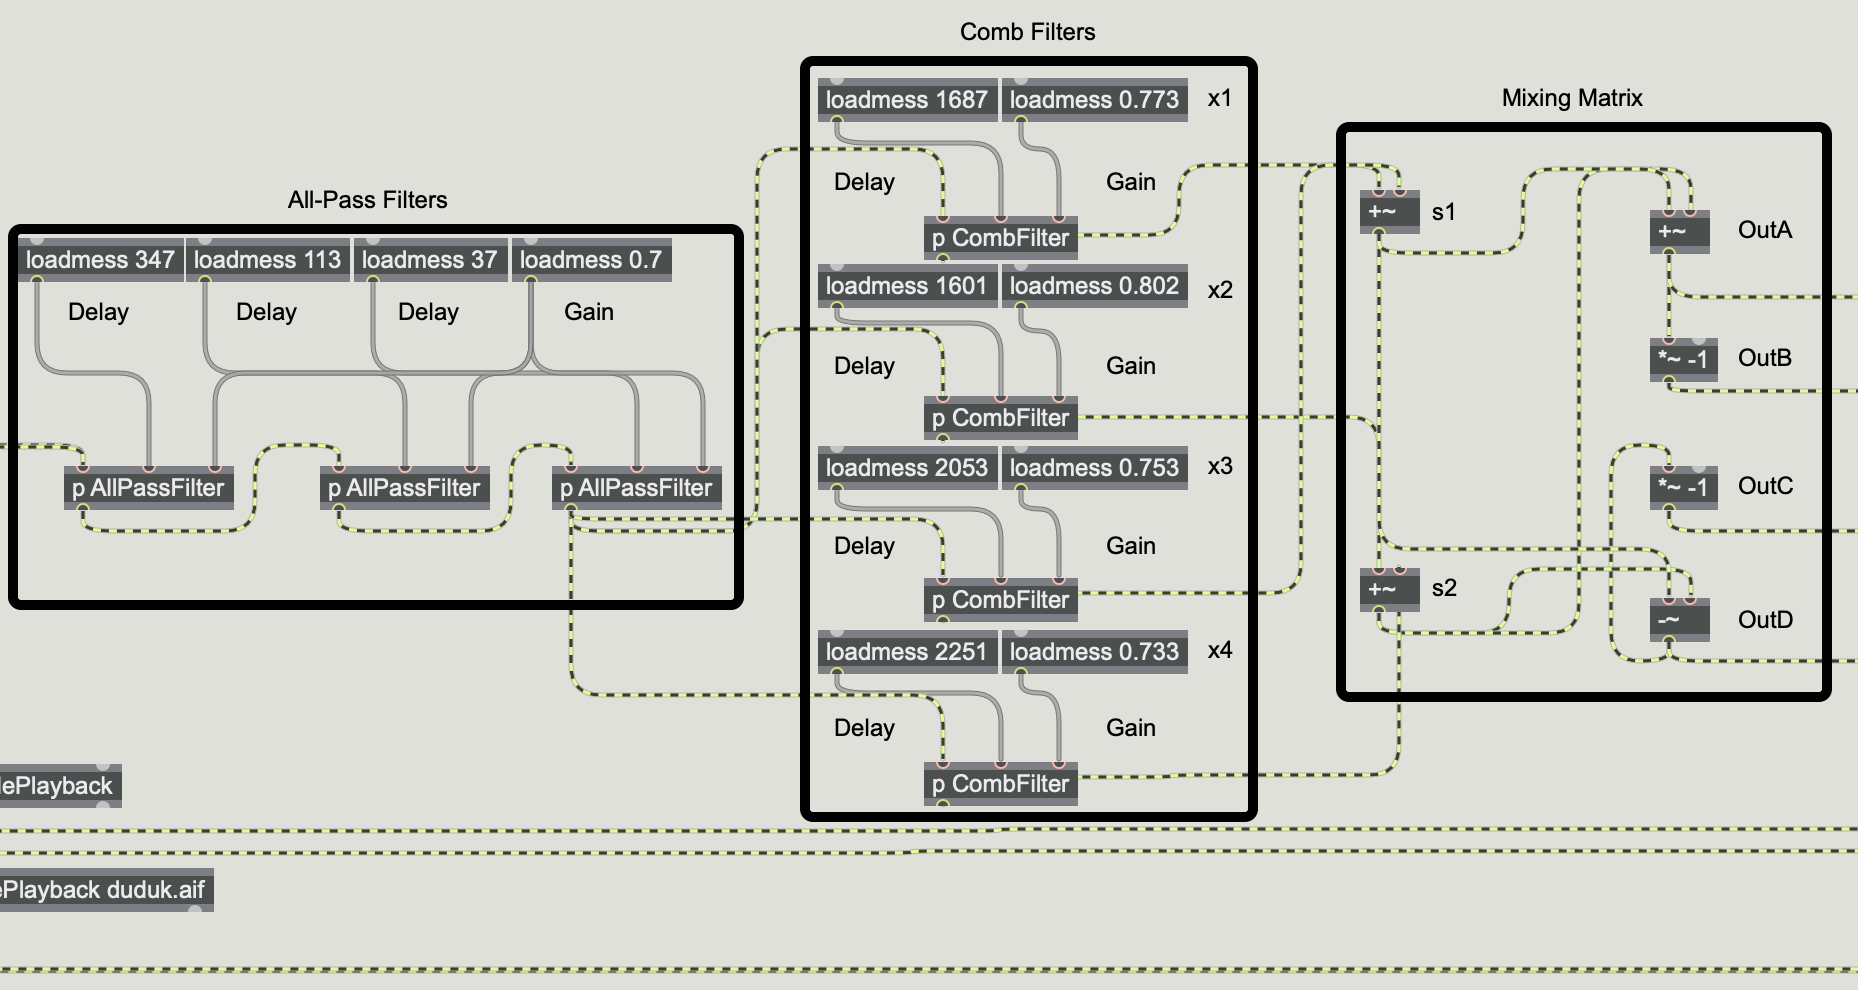 Comb Filters
loadmess 1687 loadmess 0.773 x1
Mixing Matrix
Delay Gain
All-Pass Filters
+~ s1
+~ OutA
p CombFilter
loadmess 347 loadmess 113 loadmess 37 loadmess 0.7
loadmess 1601 loadmess 0.802 x2
Delay Delay Delay Gain
*~ -1 OutB
Delay Gain
p CombFilter
loadmess 2053 loadmess 0.753 x3
p AllPassFilter p AllPassFilter p AllPassFilter
*~ -1 OutC
Delay Gain
+~ s2
p CombFilter
-~ OutD
loadmess 2251 loadmess 0.733 x4
Delay Gain
p CombFilter
ePlayback
ePlayback duduk.aif